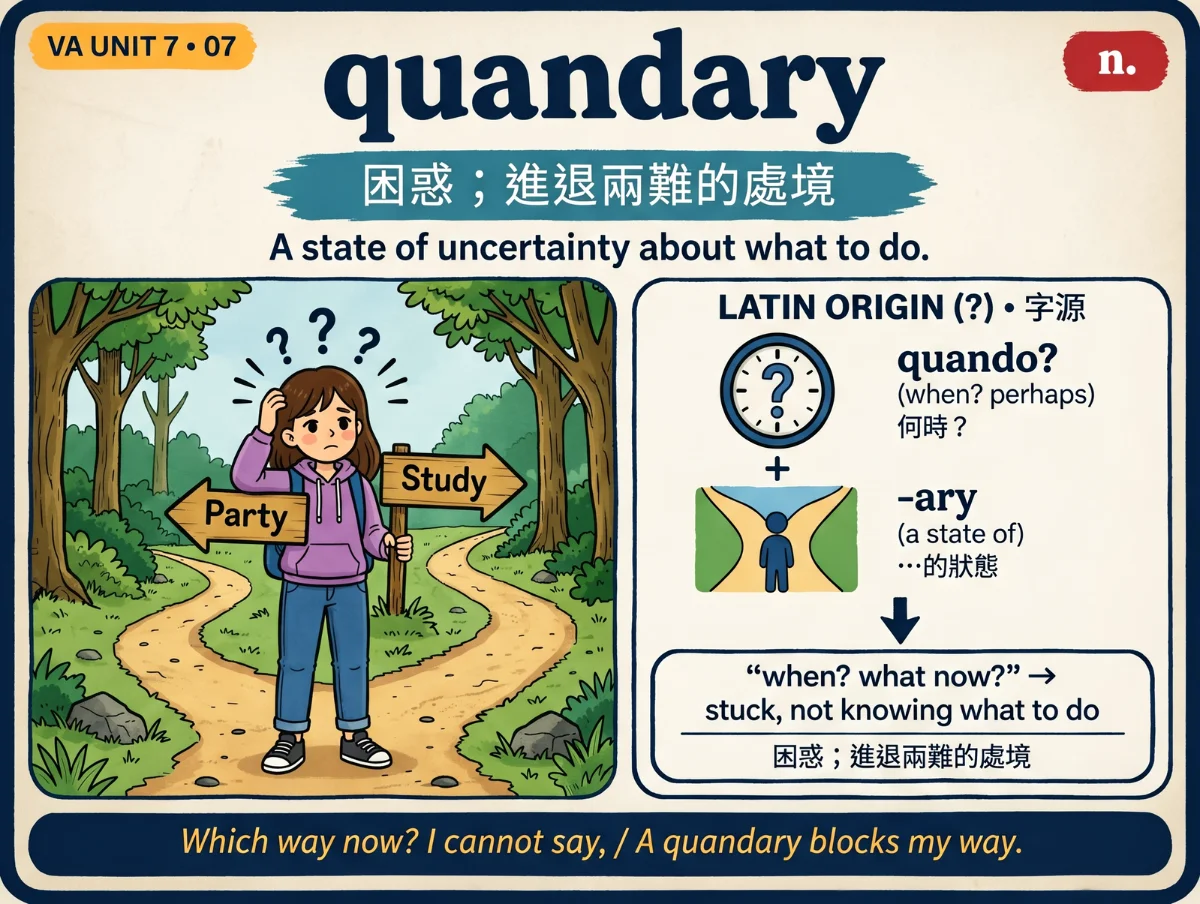 VA UNIT 7 • 07
quandary
n.
困惑；進退兩難的處境
A state of uncertainty about what to do.
? ? ?
Party
Study
LATIN ORIGIN (?) • 字源
?
quando?
(when? perhaps)
何時？
+
-ary
(a state of)
…的狀態
“when? what now?” →
stuck, not knowing what to do
困惑；進退兩難的處境
Which way now? I cannot say, / A quandary blocks my way.